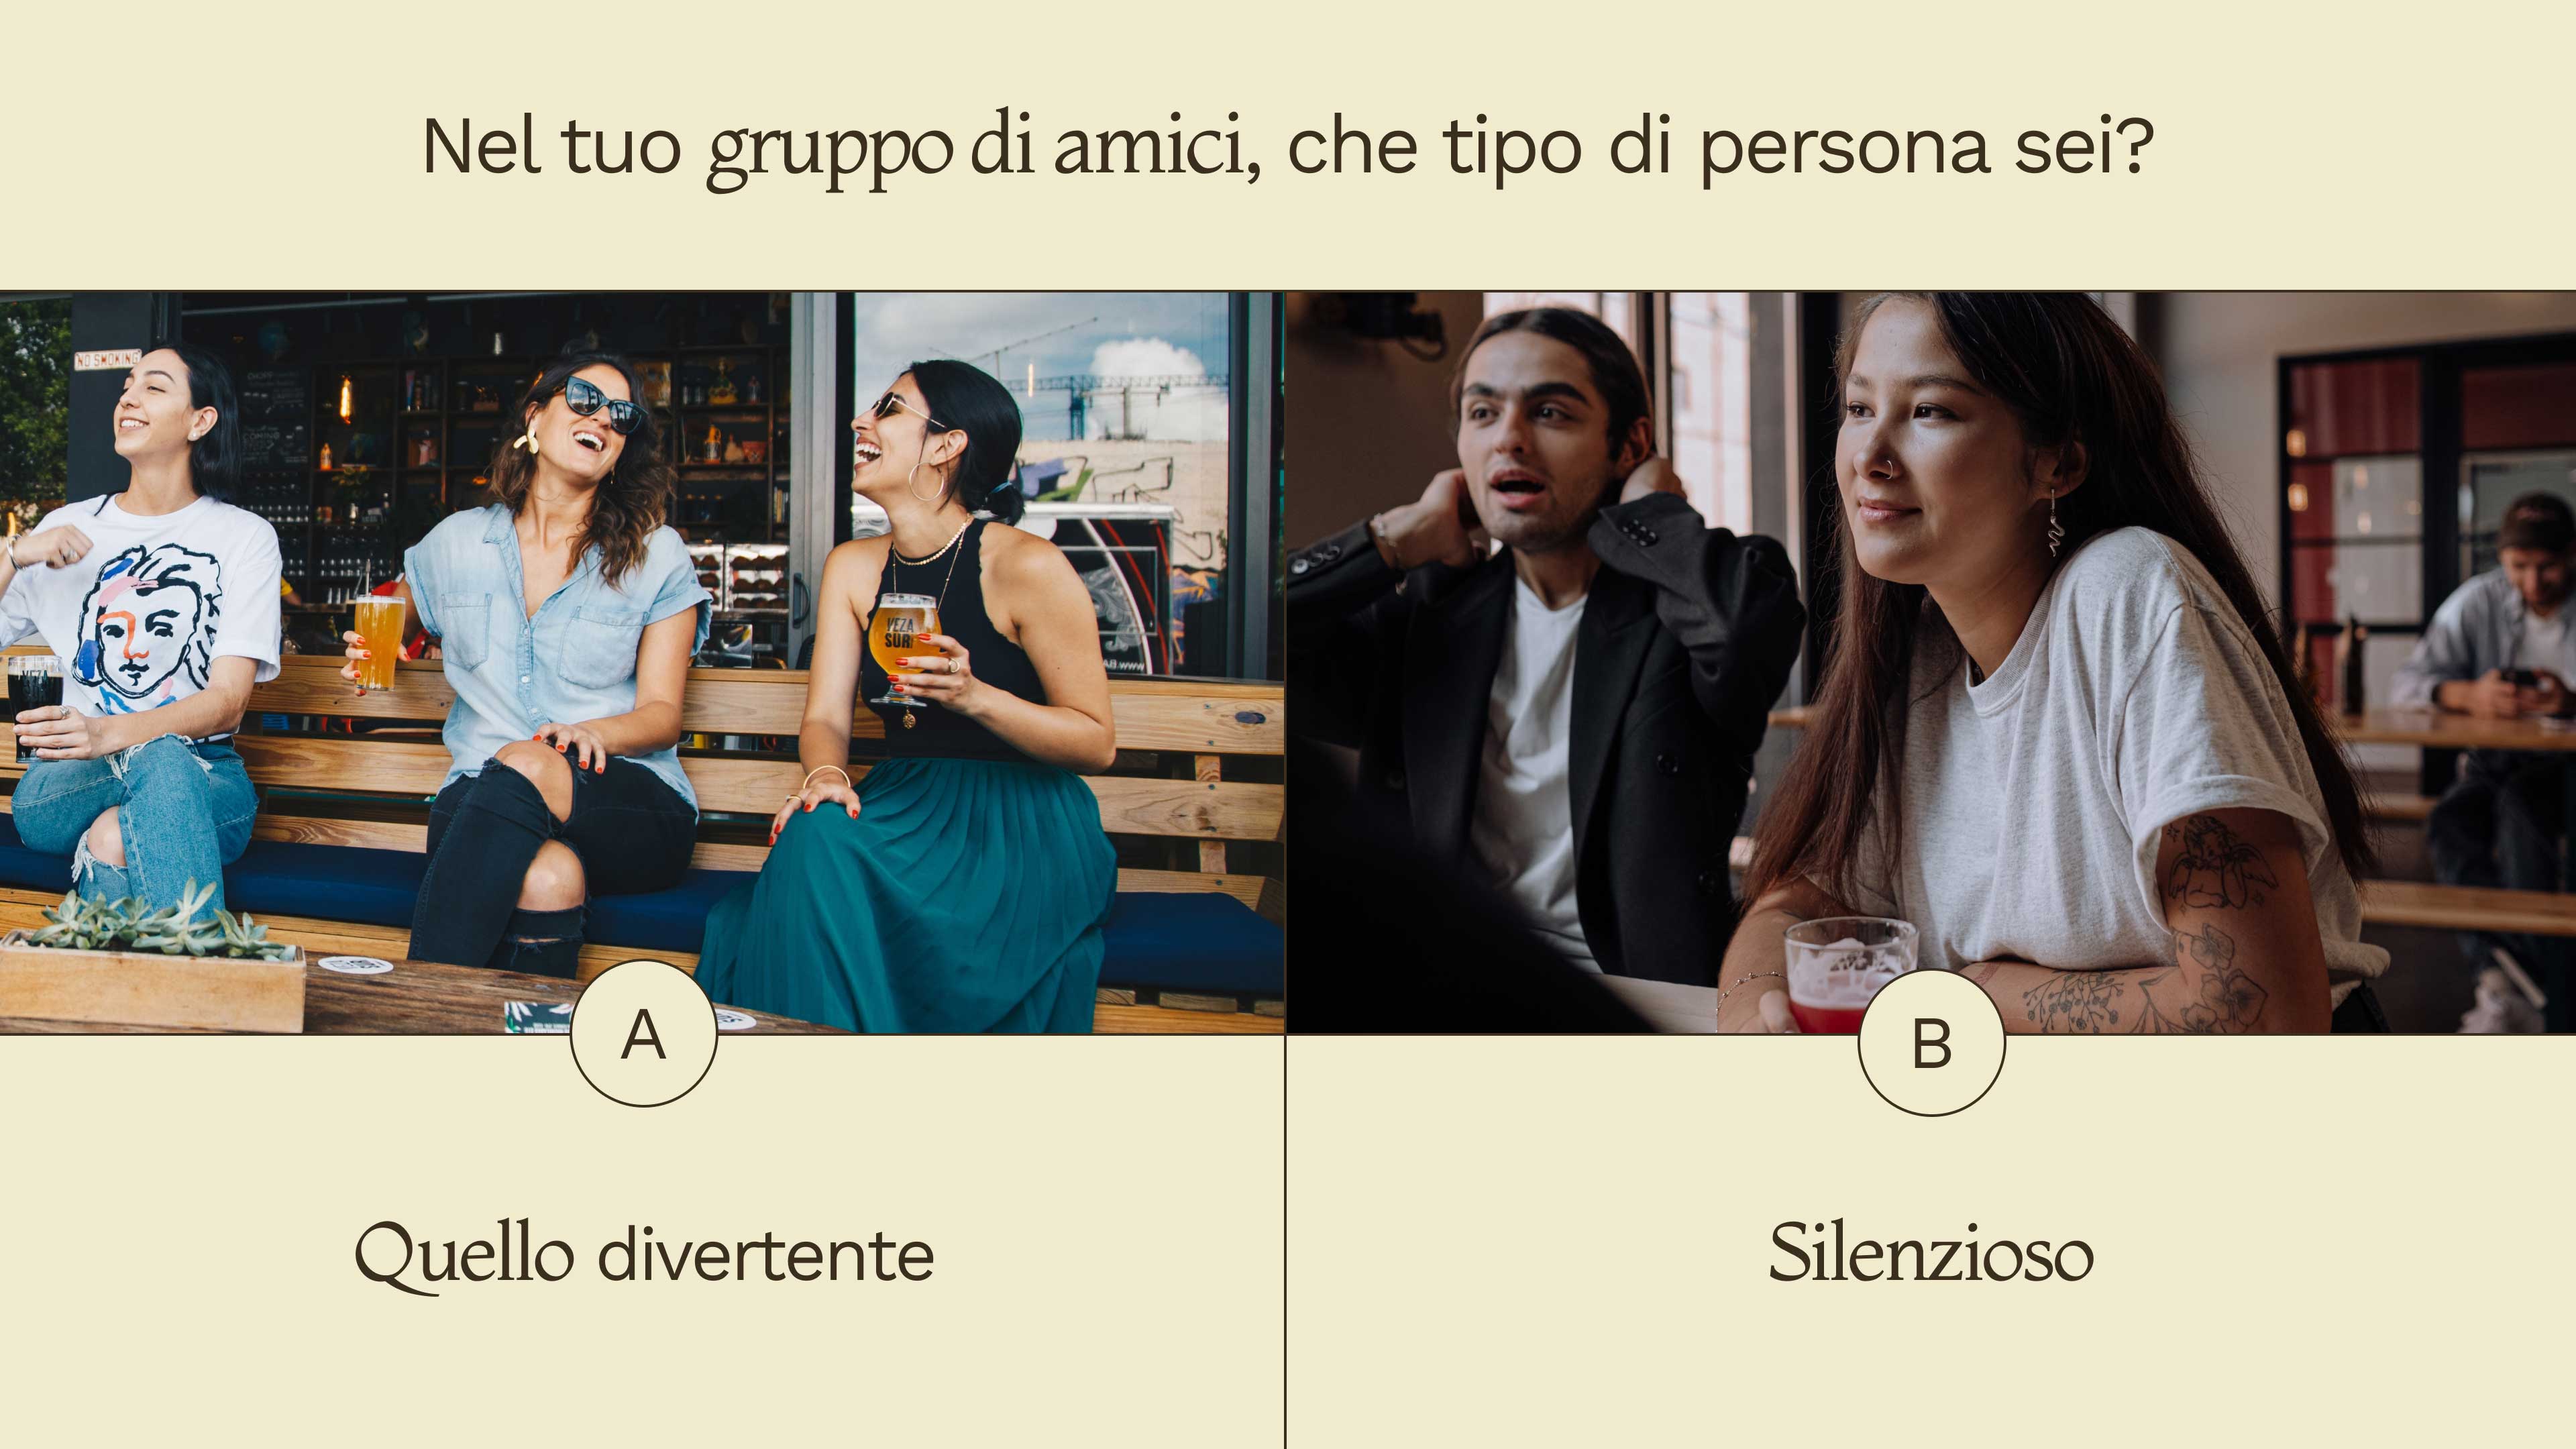 Nel tuo gruppo di amici, che tipo di persona sei?
NO SMOKING
VEZA
SUR
A
B
Quello divertente
Silenzioso